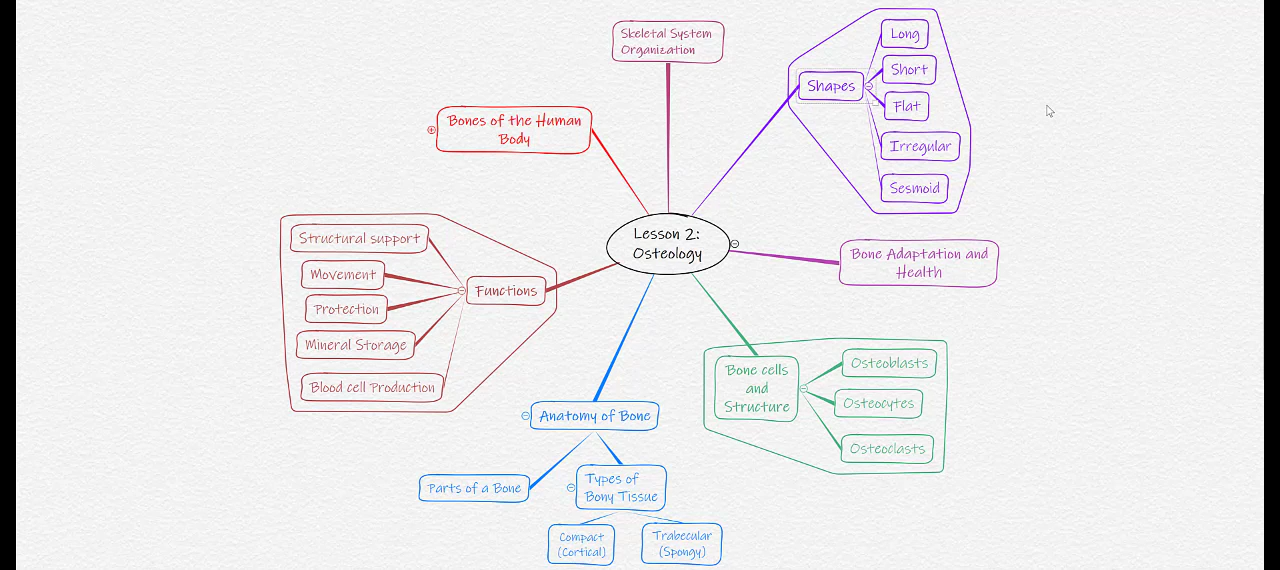 Skeletal System
Organization
Long
Short
Shapes
Flat
Irregular
Sesmoid
Bones of the Human
Body
Lesson 2:
Osteology
Bone Adaptation and
Health
Structural support
Movement
Functions
Protection
Mineral Storage
Blood cell Production
Bone cells
and
Structure
Osteoblasts
Osteocytes
Osteoclasts
Anatomy of Bone
Parts of a Bone
Types of
Bony Tissue
Compact
(Cortical)
Trabecular
(Spongy)